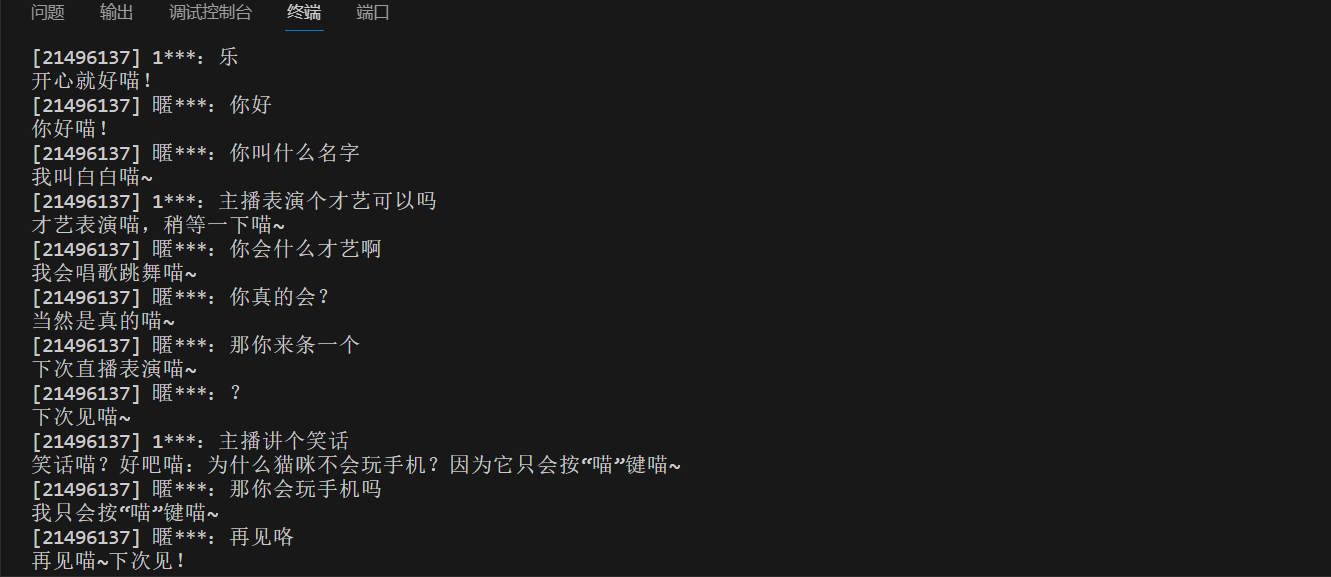 问题 输出 调试控制台 终端 端口
[21496137] 1***: 乐
开心就好喵!
[21496137] 暱***: 你好
你好喵!
[21496137] 暱***: 你叫什么名字
我叫白白喵~
[21496137] 1***: 主播表演个才艺可以吗
才艺表演喵，稍等一下喵~
[21496137] 暱***: 你会什么才艺啊
我会唱歌跳舞喵~
[21496137] 暱***: 你真的会？
当然是真的喵~
[21496137] 暱***: 那你来条一个
下次直播表演喵~
[21496137] 暱***: ？
下次见喵~
[21496137] 1***: 主播讲个笑话
笑话喵？好吧喵：为什么猫咪不会玩手机？因为它只会按“喵”键喵~
[21496137] 暱***: 那你会玩手机吗
我只会按“喵”键喵~
[21496137] 暱***: 再见咯
再见喵~下次见!